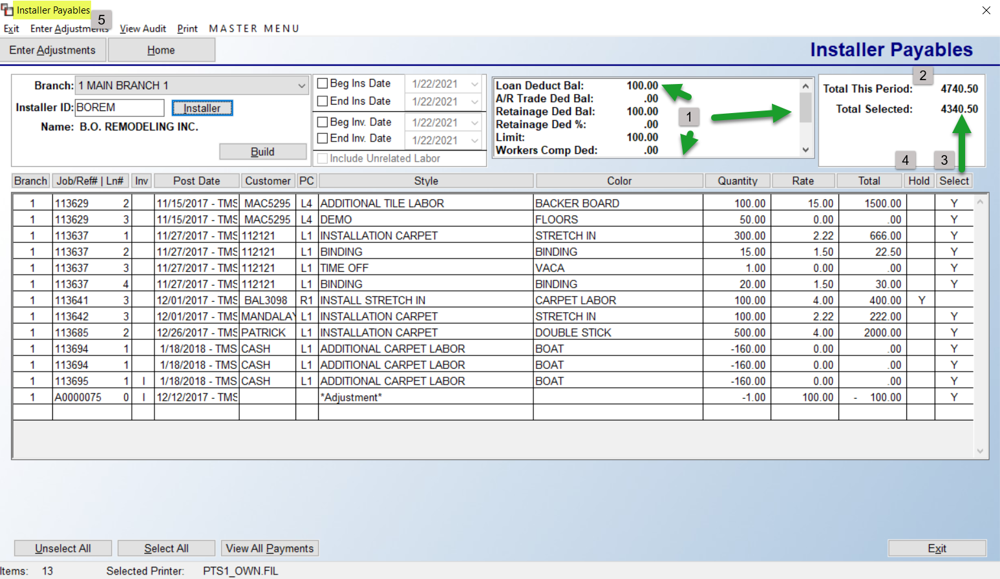 Installer Payables
5
Exit Enter Adjustments View Audit Print MASTER MENU
Enter Adjustments Home Installer Payables
Branch: 1 MAIN BRANCH 1
Installer ID: BOREM Installer
Name: B.O. REMODELING INC.
Build
Beg Ins Date 1/22/2021
End Ins Date 1/22/2021
Beg Inv. Date 1/22/2021
End Inv. Date 1/22/2021
Include Unrelated Labor
Loan Deduct Bal: 100.00
A/R Trade Ded Bal: .00
Retainage Ded Bal: 100.00
Retainage Ded %: .00
Limit: 100.00
Workers Comp Ded: .00
1
2
Total This Period: 4740.50
Total Selected: 4340.50
4 3
Branch Job/Ref# | Ln# Inv Post Date Customer PC Style Color Quantity Rate Total Hold Select
1 113629 2 11/15/2017 - TMS MAC5295 L4 ADDITIONAL TILE LABOR BACKER BOARD 100.00 15.00 1500.00 Y
1 113629 3 11/15/2017 - TMS MAC5295 L4 DEMO FLOORS 50.00 0.00 .00 Y
1 113637 1 11/27/2017 - TMS 112121 L1 INSTALLATION CARPET STRETCH IN 300.00 2.22 666.00 Y
1 113637 2 11/27/2017 - TMS 112121 L1 BINDING BINDING 15.00 1.50 22.50 Y
1 113637 3 11/27/2017 - TMS 112121 L1 TIME OFF VACA 1.00 0.00 .00 Y
1 113637 4 11/27/2017 - TMS 112121 L1 BINDING BINDING 20.00 1.50 30.00 Y
1 113641 3 12/01/2017 - TMS BAL3098 R1 INSTALL STRETCH IN CARPET LABOR 100.00 4.00 400.00 Y
1 113642 3 12/01/2017 - TMS MANDALAY L1 INSTALLATION CARPET STRETCH IN 100.00 2.22 222.00 Y
1 113685 2 12/26/2017 - TMS PATRICK L1 INSTALLATION CARPET DOUBLE STICK 500.00 4.00 2000.00 Y
1 113694 1 1/18/2018 - TMS CASH L1 ADDITIONAL CARPET LABOR BOAT -160.00 0.00 .00 Y
1 113694 1 1/18/2018 - TMS CASH L1 ADDITIONAL CARPET LABOR BOAT -160.00 0.00 .00 Y
1 113695 1 I 1/18/2018 - TMS CASH L1 ADDITIONAL CARPET LABOR BOAT -160.00 0.00 .00 Y
1 A0000075 0 I 12/12/2017 - TMS *Adjustment* -1.00 100.00 - 100.00 Y
Unselect All Select All View All Payments Exit
Items: 13 Selected Printer: PTS1_OWN.FIL